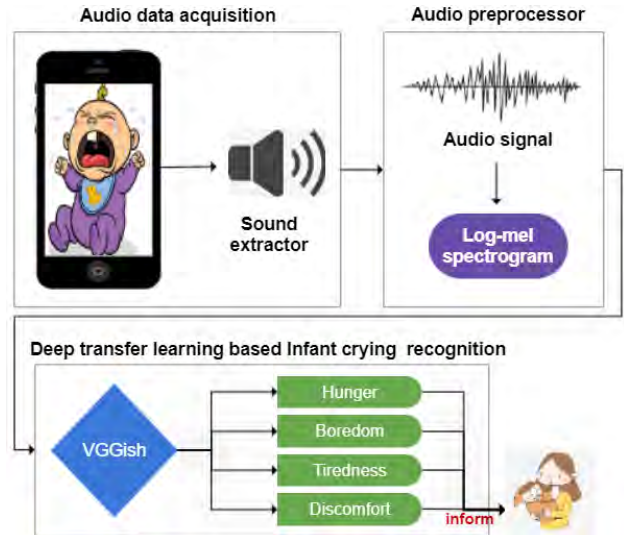 Audio data acquisition
Audio preprocessor
Sound
extractor
Audio signal
Log-mel
spectrogram
Deep transfer learning based Infant crying recognition
VGGish
Hunger
Boredom
Tiredness
Discomfort
inform